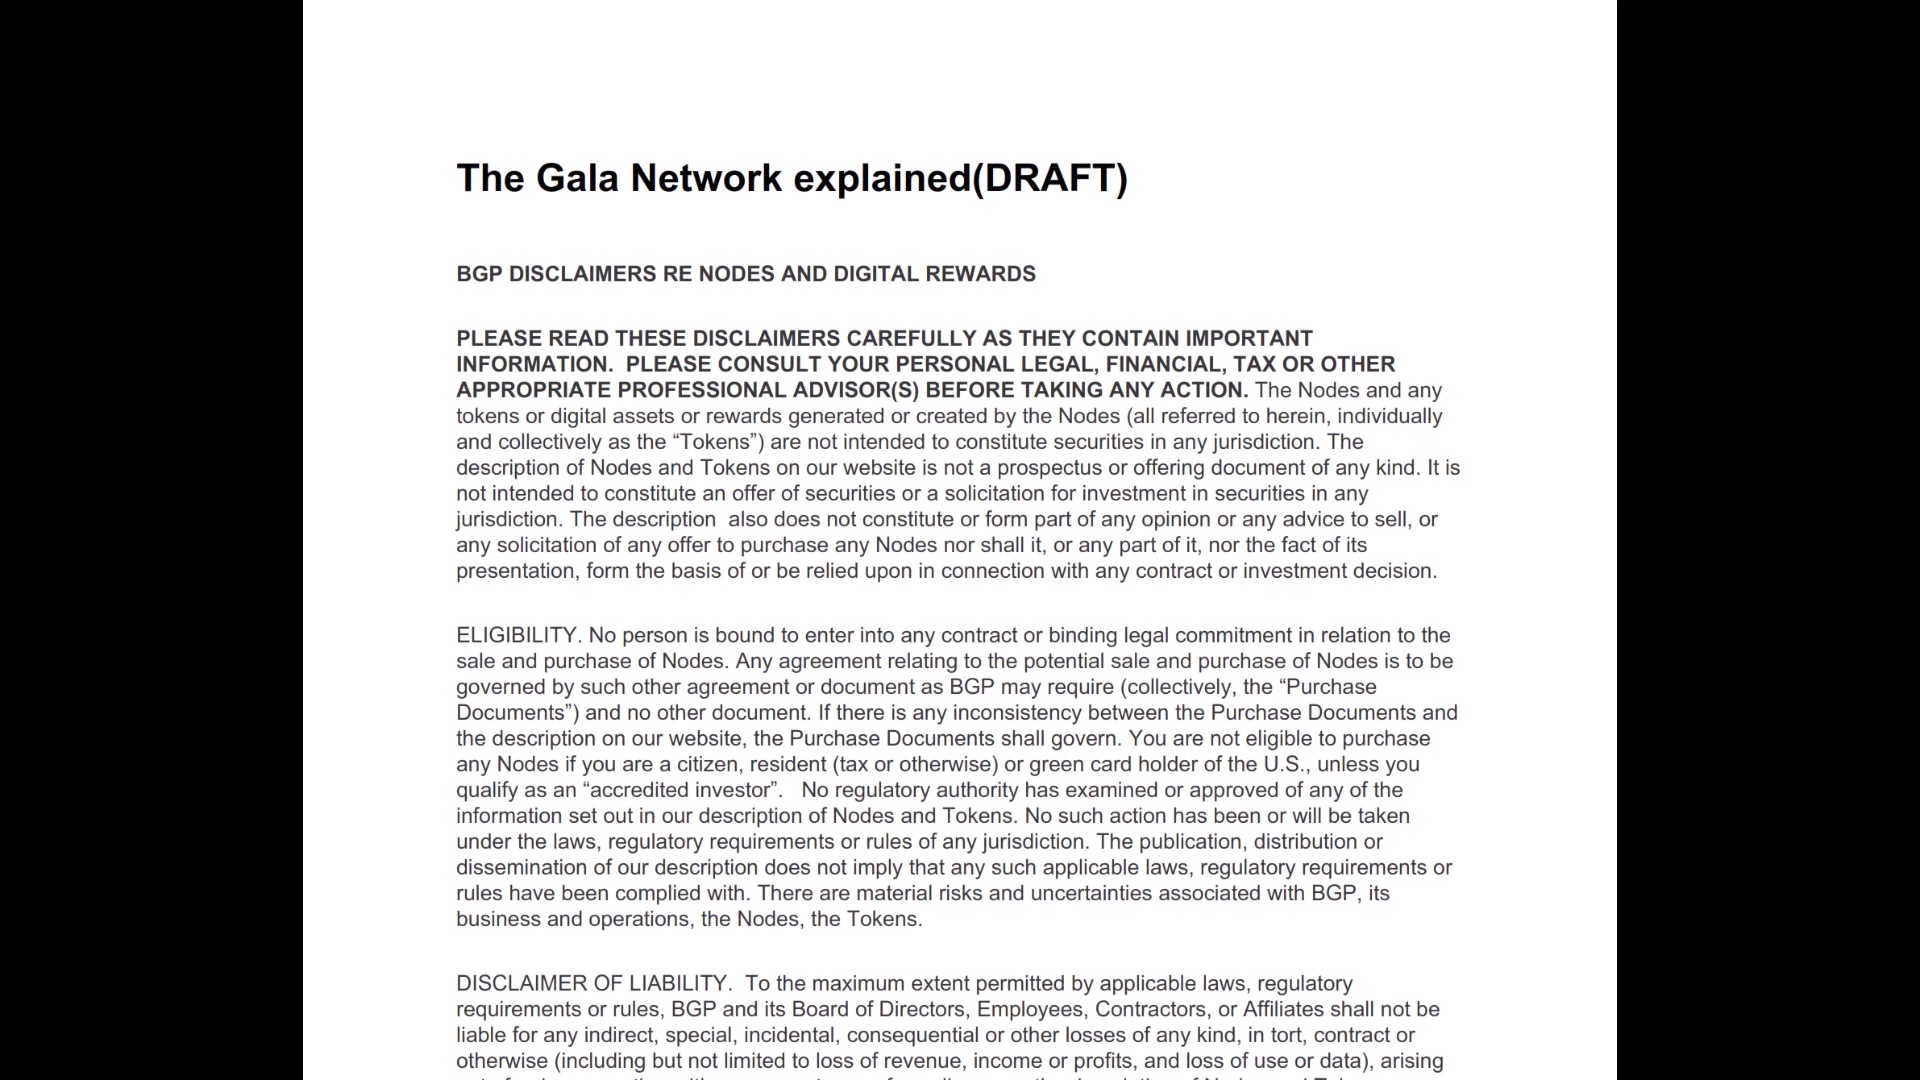 The Gala Network explained(DRAFT)
BGP DISCLAIMERS RE NODES AND DIGITAL REWARDS
PLEASE READ THESE DISCLAIMERS CAREFULLY AS THEY CONTAIN IMPORTANT
INFORMATION.  PLEASE CONSULT YOUR PERSONAL LEGAL, FINANCIAL, TAX OR OTHER
APPROPRIATE PROFESSIONAL ADVISOR(S) BEFORE TAKING ANY ACTION. The Nodes and any
tokens or digital assets or rewards generated or created by the Nodes (all referred to herein, individually
and collectively as the “Tokens”) are not intended to constitute securities in any jurisdiction. The
description of Nodes and Tokens on our website is not a prospectus or offering document of any kind. It is
not intended to constitute an offer of securities or a solicitation for investment in securities in any
jurisdiction. The description  also does not constitute or form part of any opinion or any advice to sell, or
any solicitation of any offer to purchase any Nodes nor shall it, or any part of it, nor the fact of its
presentation, form the basis of or be relied upon in connection with any contract or investment decision.
ELIGIBILITY. No person is bound to enter into any contract or binding legal commitment in relation to the
sale and purchase of Nodes. Any agreement relating to the potential sale and purchase of Nodes is to be
governed by such other agreement or document as BGP may require (collectively, the “Purchase
Documents”) and no other document. If there is any inconsistency between the Purchase Documents and
the description on our website, the Purchase Documents shall govern. You are not eligible to purchase
any Nodes if you are a citizen, resident (tax or otherwise) or green card holder of the U.S., unless you
qualify as an “accredited investor”.   No regulatory authority has examined or approved of any of the
information set out in our description of Nodes and Tokens. No such action has been or will be taken
under the laws, regulatory requirements or rules of any jurisdiction. The publication, distribution or
dissemination of our description does not imply that any such applicable laws, regulatory requirements or
rules have been complied with. There are material risks and uncertainties associated with BGP, its
business and operations, the Nodes, the Tokens.
DISCLAIMER OF LIABILITY.  To the maximum extent permitted by applicable laws, regulatory
requirements or rules, BGP and its Board of Directors, Employees, Contractors, or Affiliates shall not be
liable for any indirect, special, incidental, consequential or other losses of any kind, in tort, contract or
otherwise (including but not limited to loss of revenue, income or profits, and loss of use or data), arising